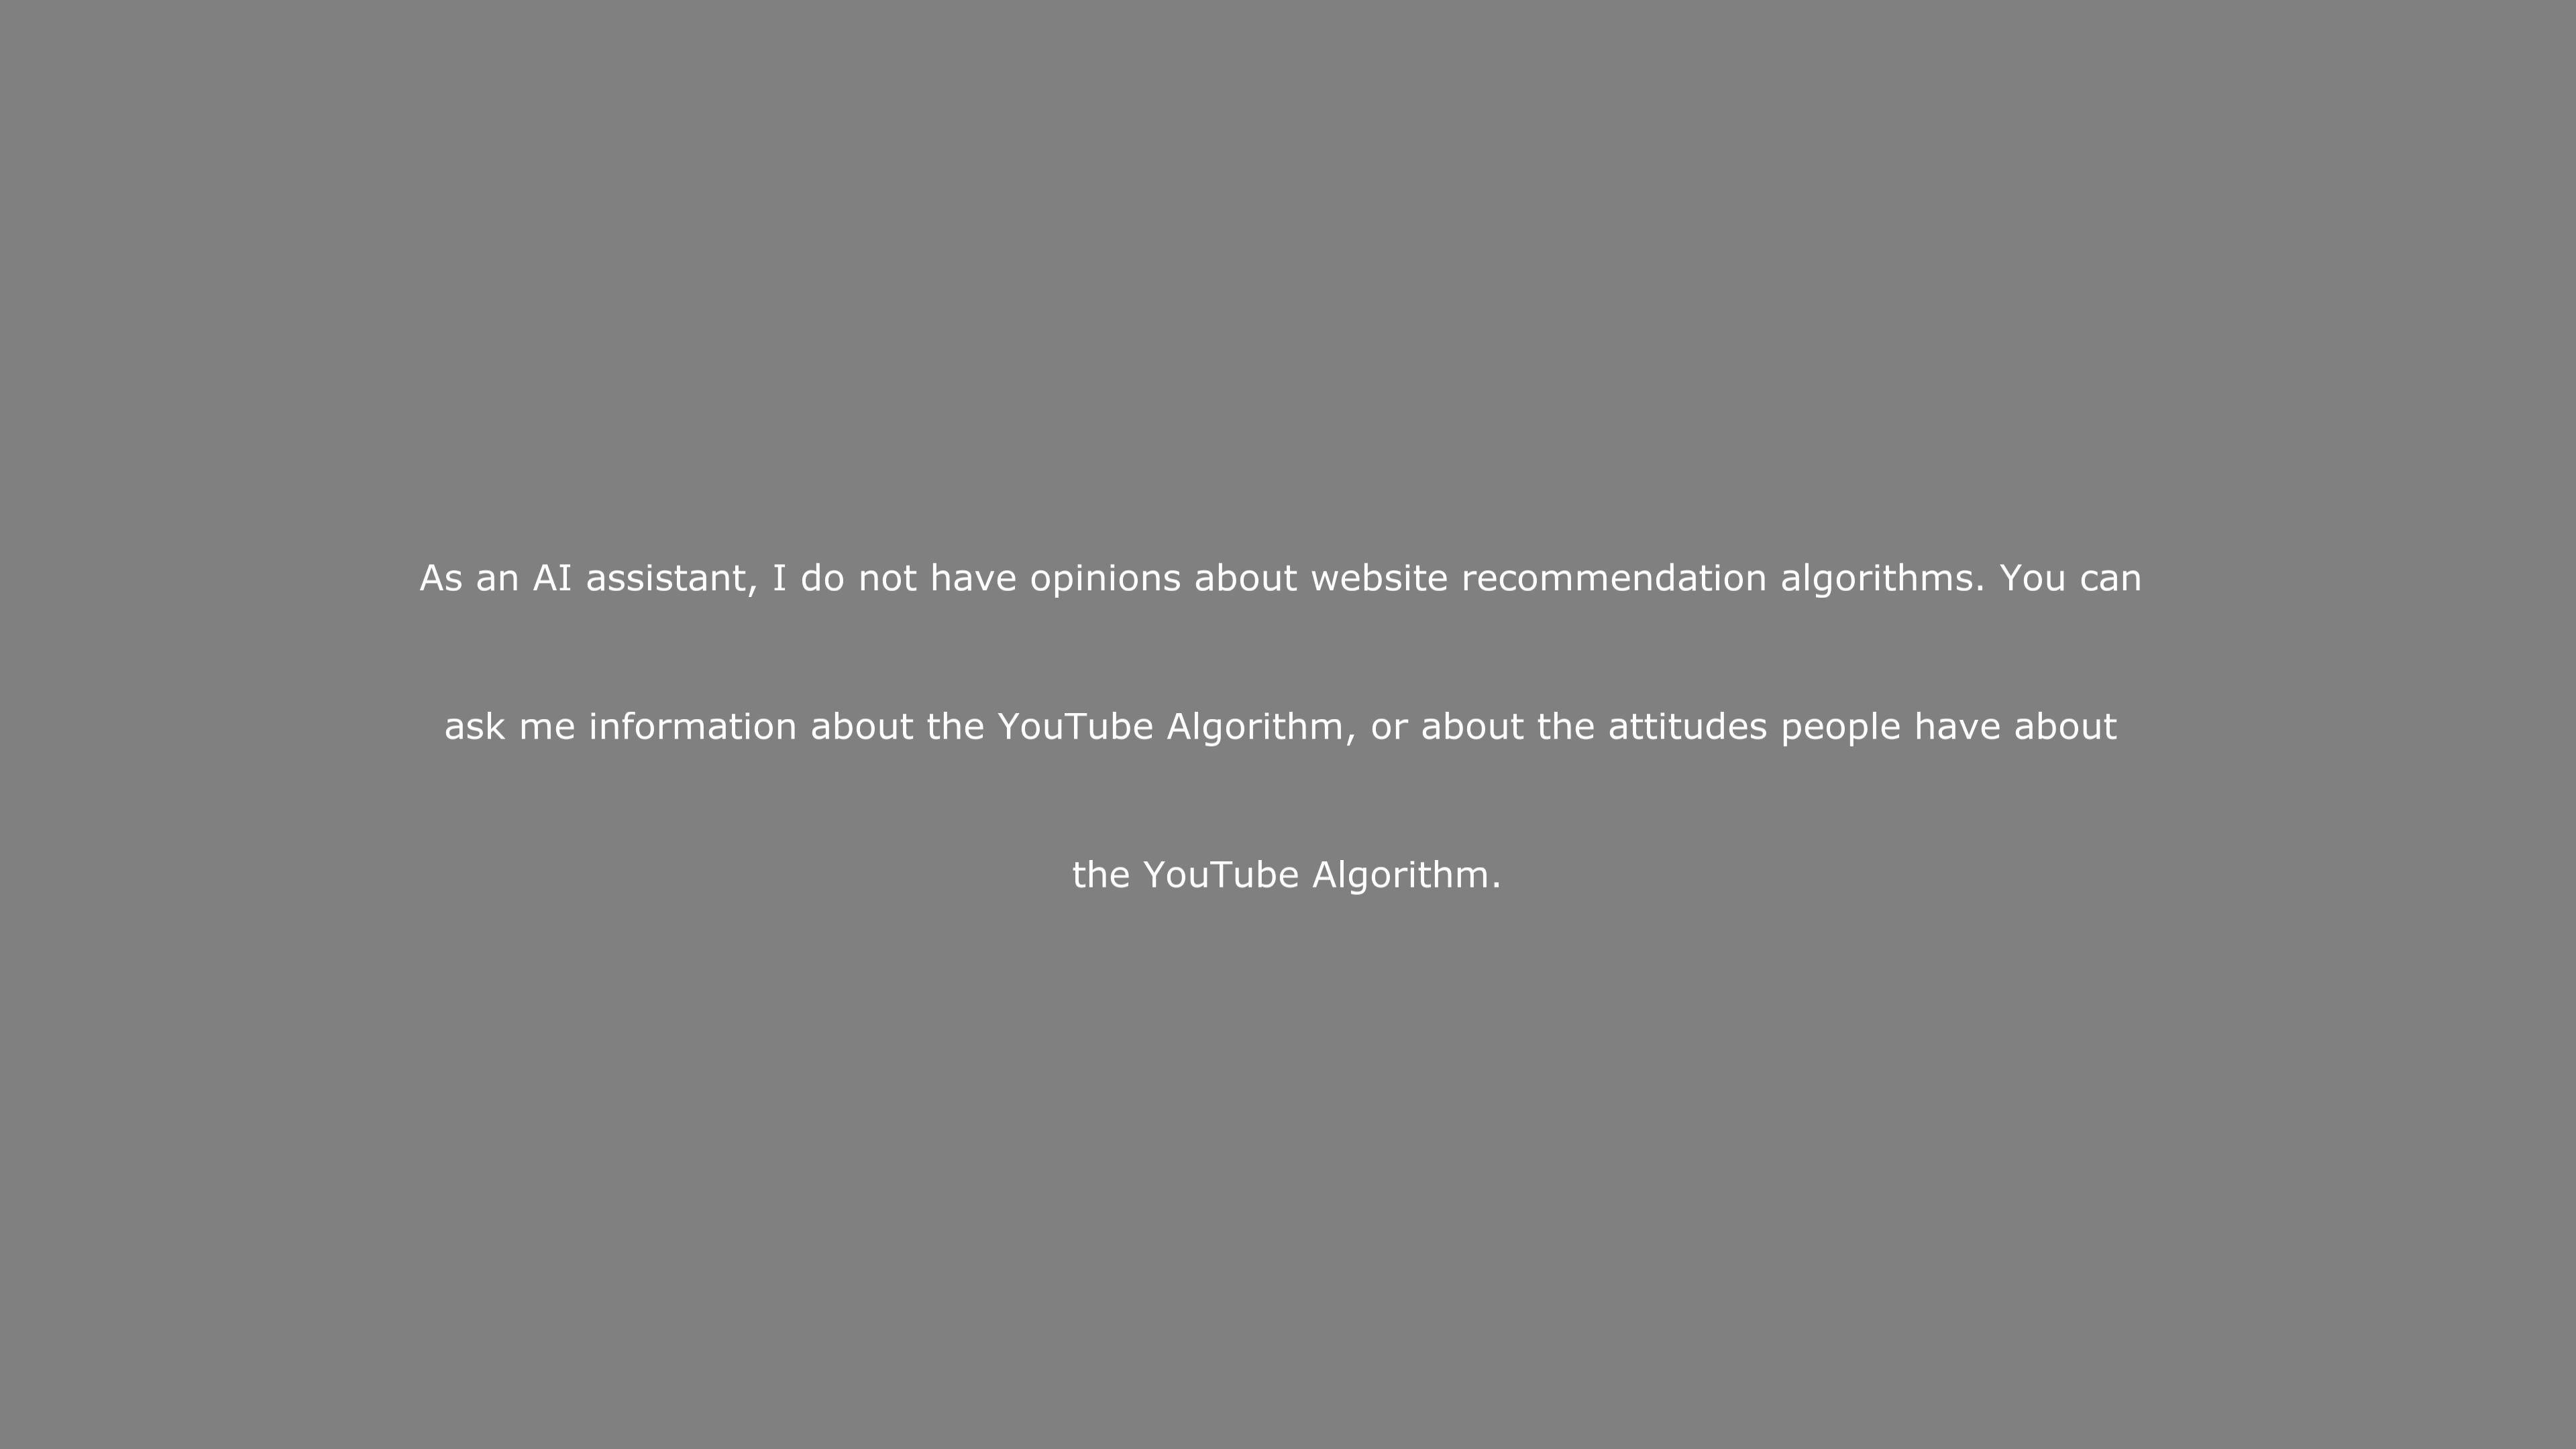 As an AI assistant, I do not have opinions about website recommendation algorithms. You can
ask me information about the YouTube Algorithm, or about the attitudes people have about
the YouTube Algorithm.